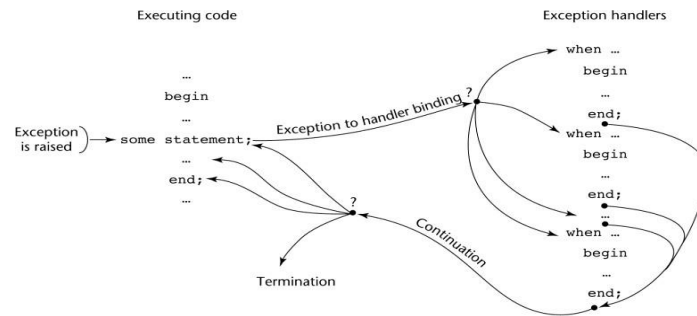 Executing code
Exception handlers
...
begin
...
Exception
is raised
some statement;
...
end;
...
Exception to handler binding
?
when ...
begin
...
end;
when ...
begin
...
end;
...
when ...
begin
...
end;
?
Continuation
Termination